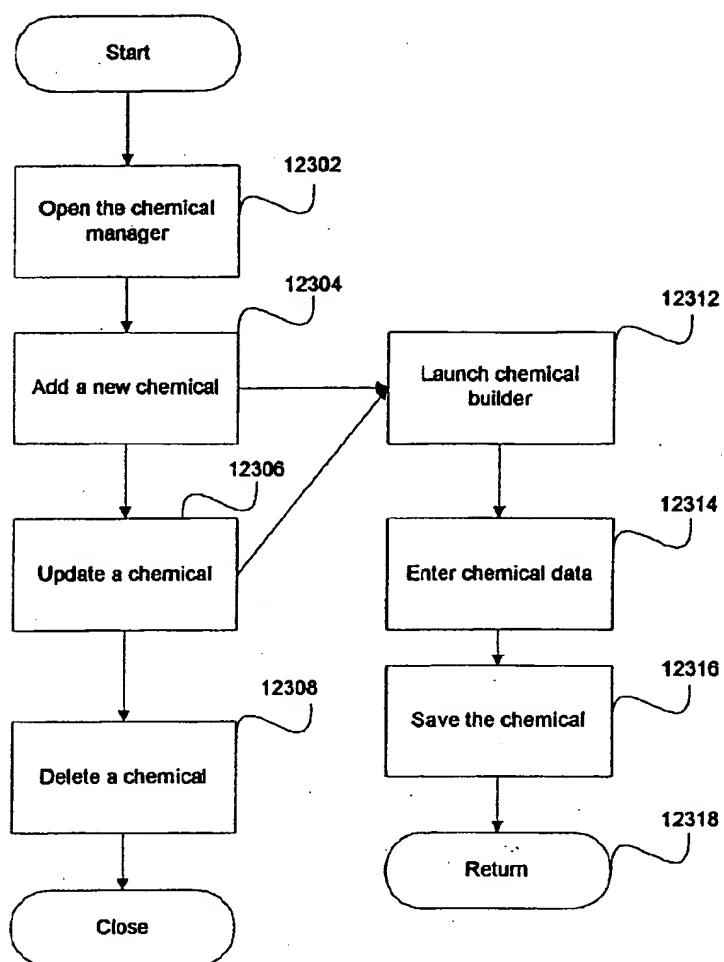 Start
12302
Open the chemical
manager
12304
Add a new chemical
12306
Update a chemical
12308
Delete a chemical
Close
12312
Launch chemical
builder
12314
Enter chemical data
12316
Save the chemical
12318
Return